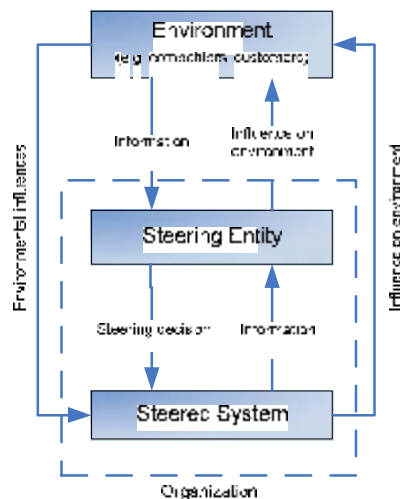 Environment
(e.g. competitors, customers)
Information
Influence on
environment
Environmental influences
Influence on environment
Steering Entity
Steering decision
Information
Steered System
Organization